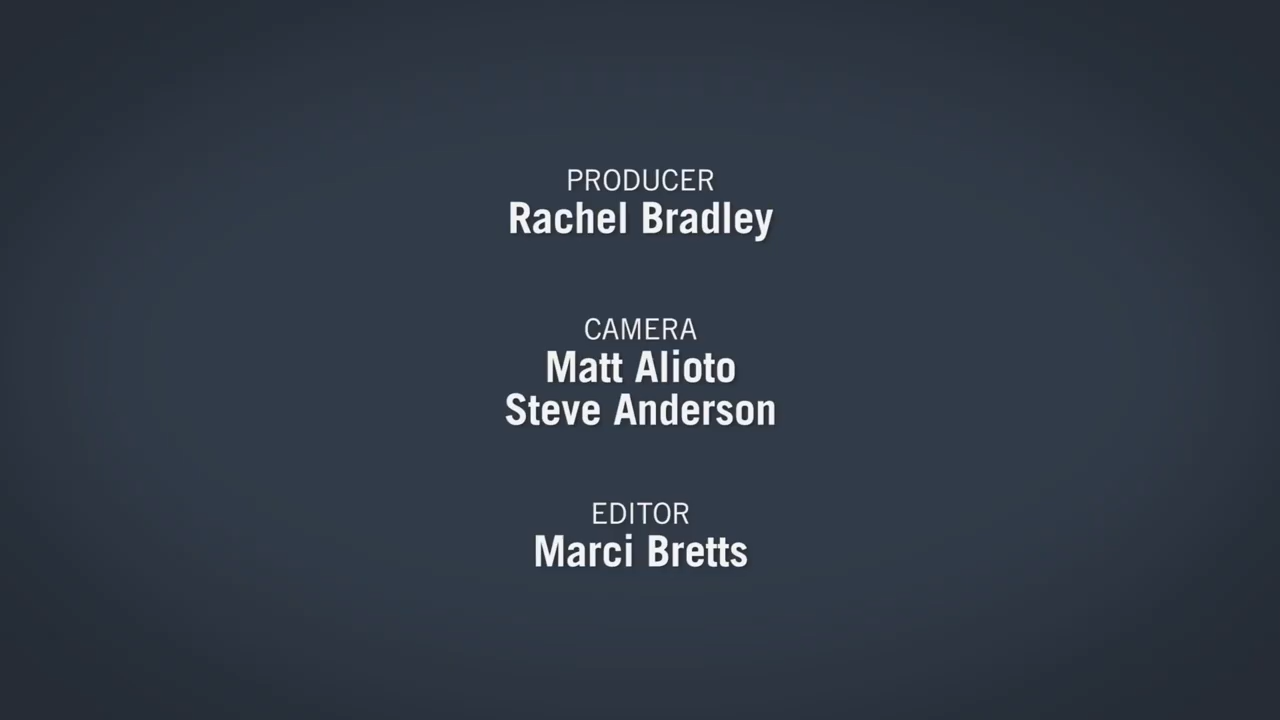 PRODUCER
Rachel Bradley
CAMERA
Matt Alioto
Steve Anderson
EDITOR
Marci Bretts